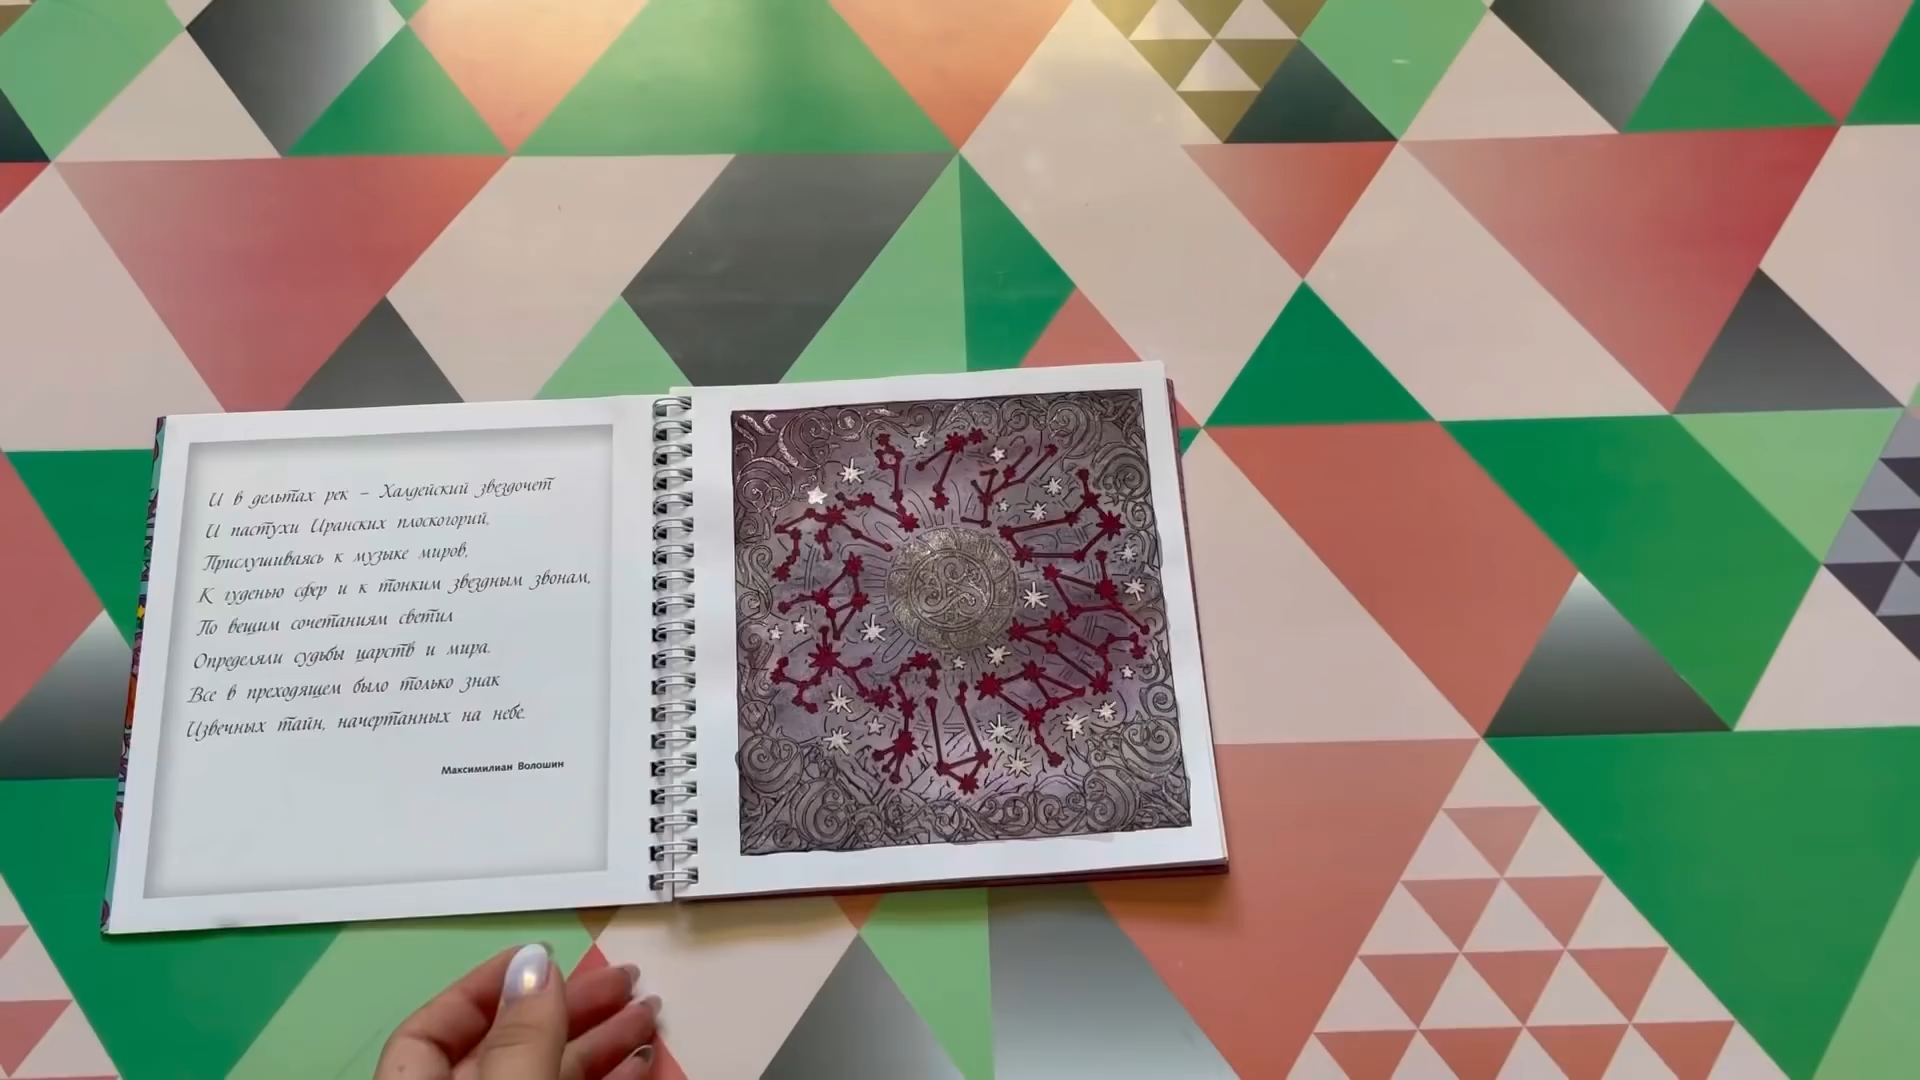 И в дельтах рек – Халдейский звездочет
И пастухи Иранских плоскогорий,
Прислушиваясь к музыке миров,
К гуденью сфер и к тонким звездным звонам,
По вещим сочетаниям светил
Определяли судьбы царств и мира.
Все в преходящем было только знак
Извечных тайн, начертанных на небе.
Максимилиан Волошин